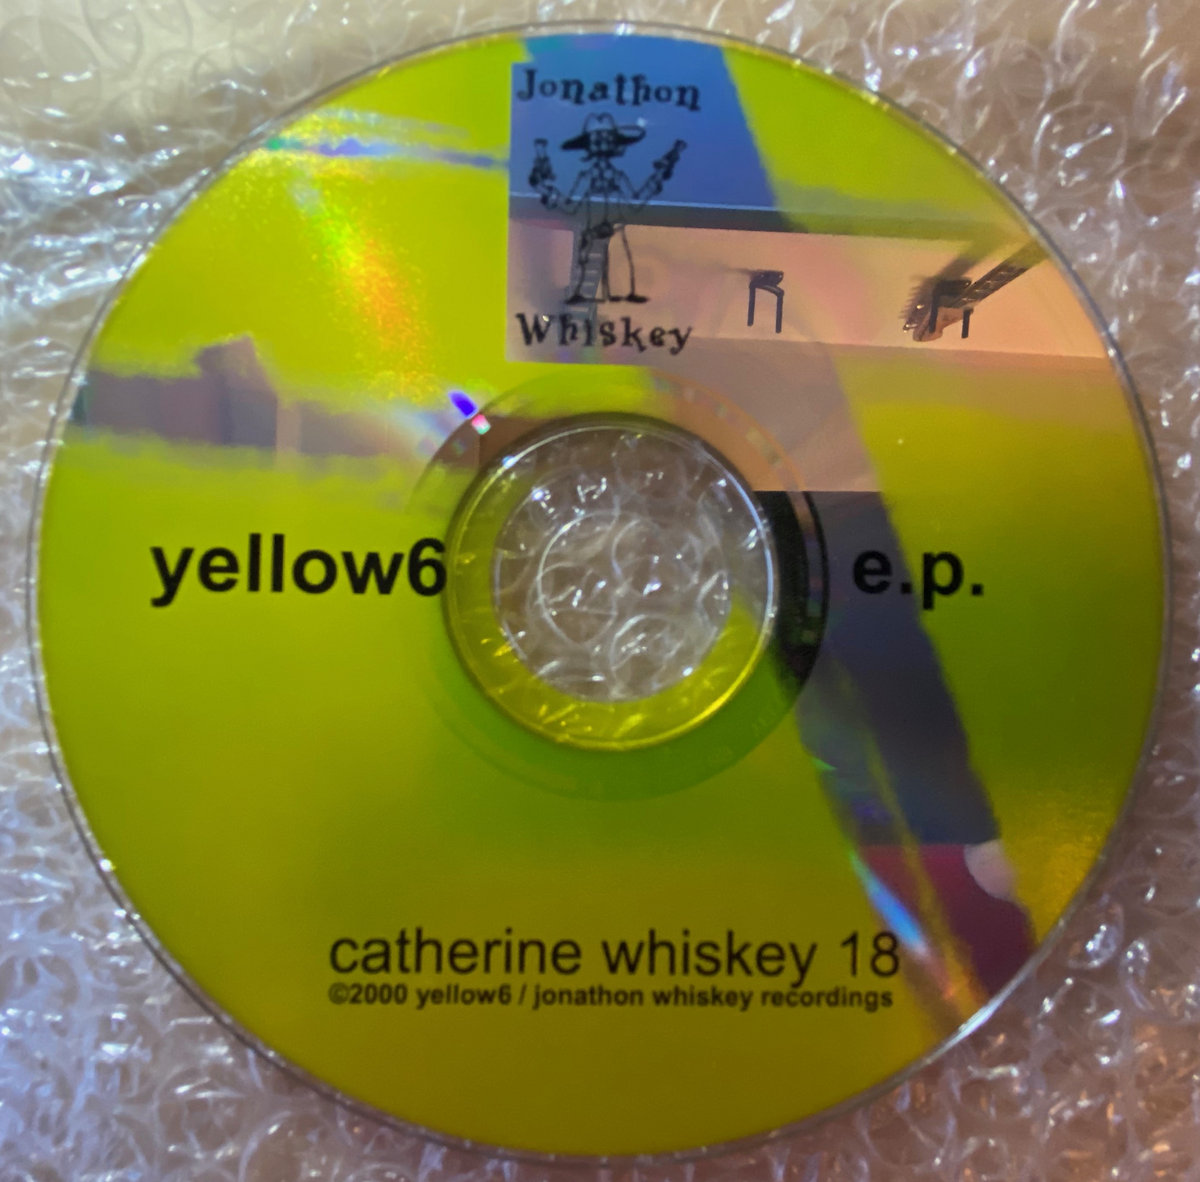 Jonathon
Whiskey
yellow6 e.p.
catherine whiskey 18
©2000 yellow6 / jonathon whiskey recordings